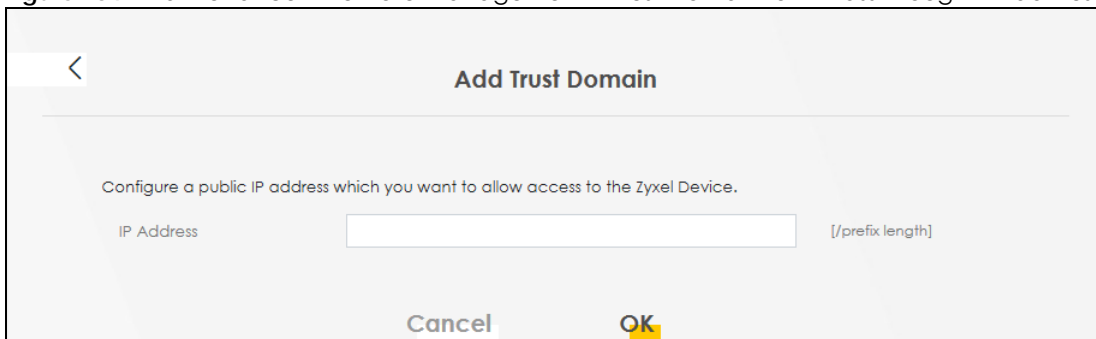 Add Trust Domain
Configure a public IP address which you want to allow access to the Zyxel Device.
IP Address [/prefix length]
Cancel OK